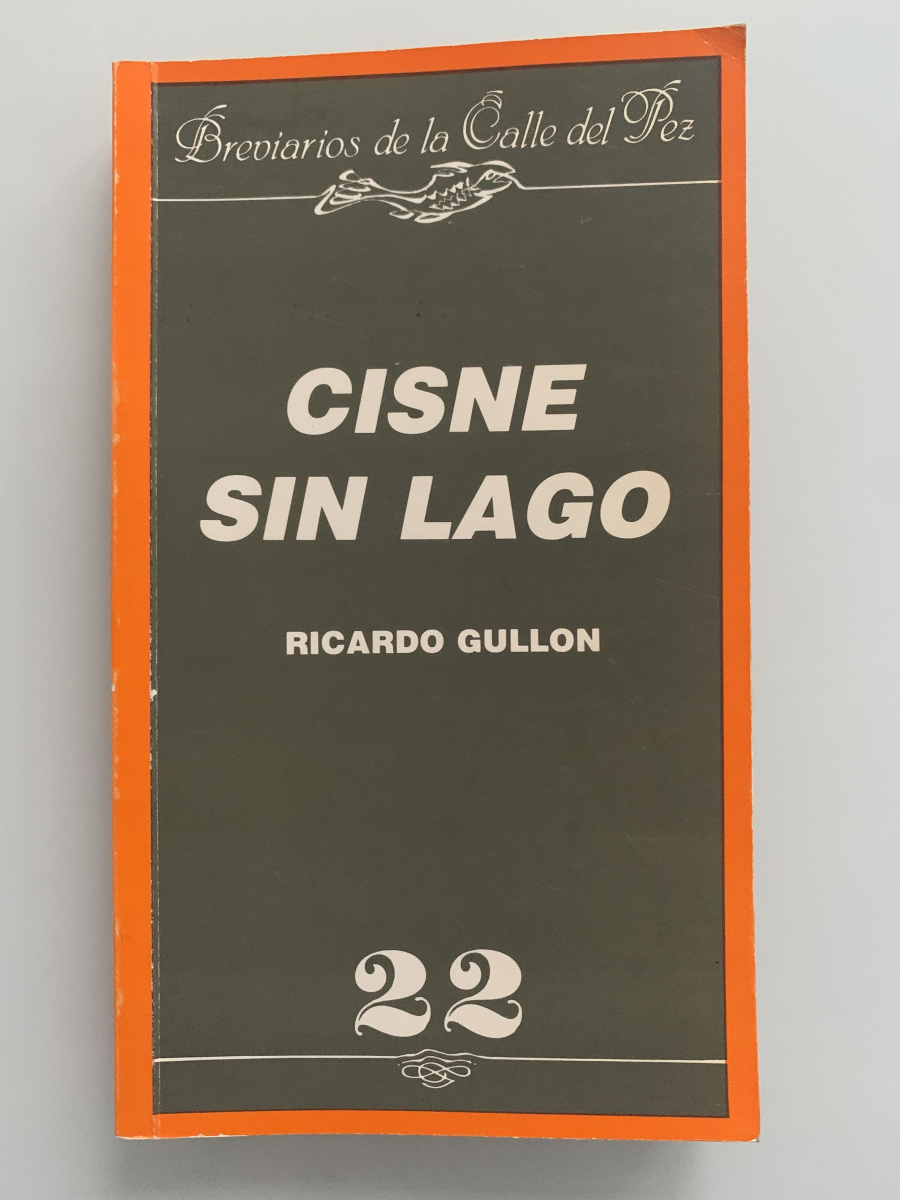 Breviarios de la Calle del Pez
CISNE
SIN LAGO
RICARDO GULLON
22